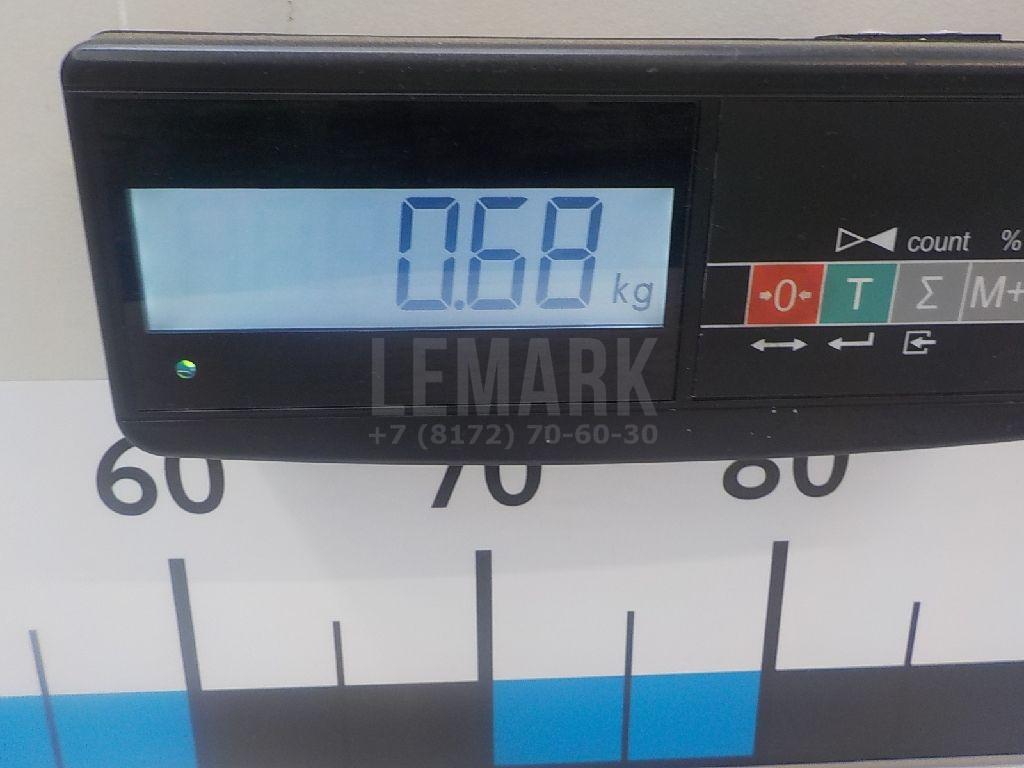 0.68 kg
count %
→0← T Σ M+
LEMARK
+7 (8172) 70-60-30
60 70 80